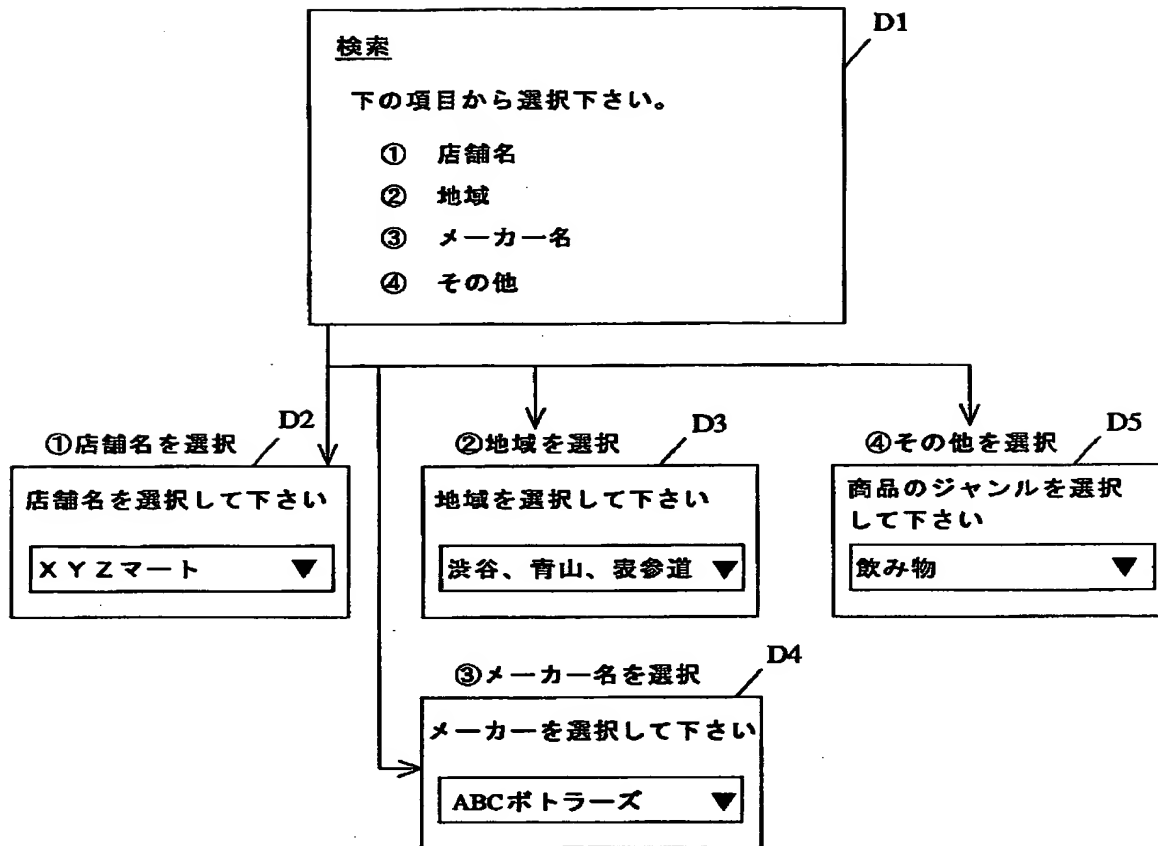 D1
検索
下の項目から選択下さい。
① 店舗名
② 地域
③ メーカー名
④ その他
D2
①店舗名を選択
店舗名を選択して下さい
XYZマート ▼
D3
②地域を選択
地域を選択して下さい
渋谷、青山、表参道 ▼
D5
④その他を選択
商品のジャンルを選択
して下さい
飲み物 ▼
D4
③メーカー名を選択
メーカーを選択して下さい
ABCボトラーズ ▼